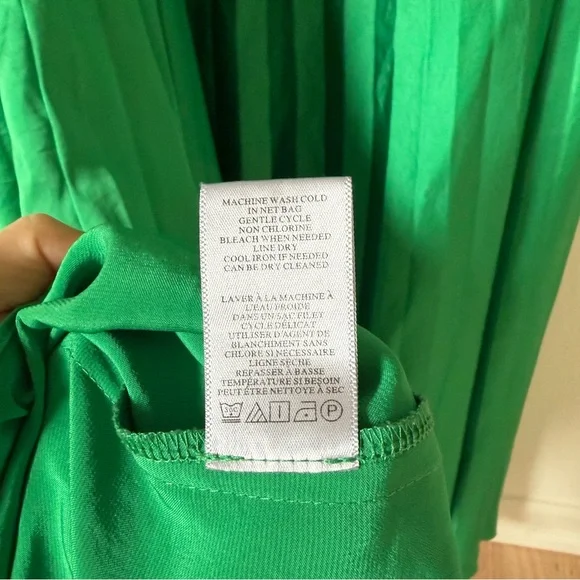 MACHINE WASH COLD
IN NET BAG
GENTLE CYCLE
NON CHLORINE
BLEACH WHEN NEEDED
LINE DRY
COOL IRON IF NEEDED
CAN BE DRY CLEANED
LAVER À LA MACHINE À
L'EAU FROIDE
DANS UN SAC FILET
CYCLE DÉLICAT
UTILISER D'AGENT DE
BLANCHIMENT SANS
CHLORE SI NÉCESSAIRE
LIGNE SÈCHE
REPASSER À BASSE
TEMPÉRATURE SI BESOIN
PEUT ÊTRE NETTOYÉ À SEC
30C P